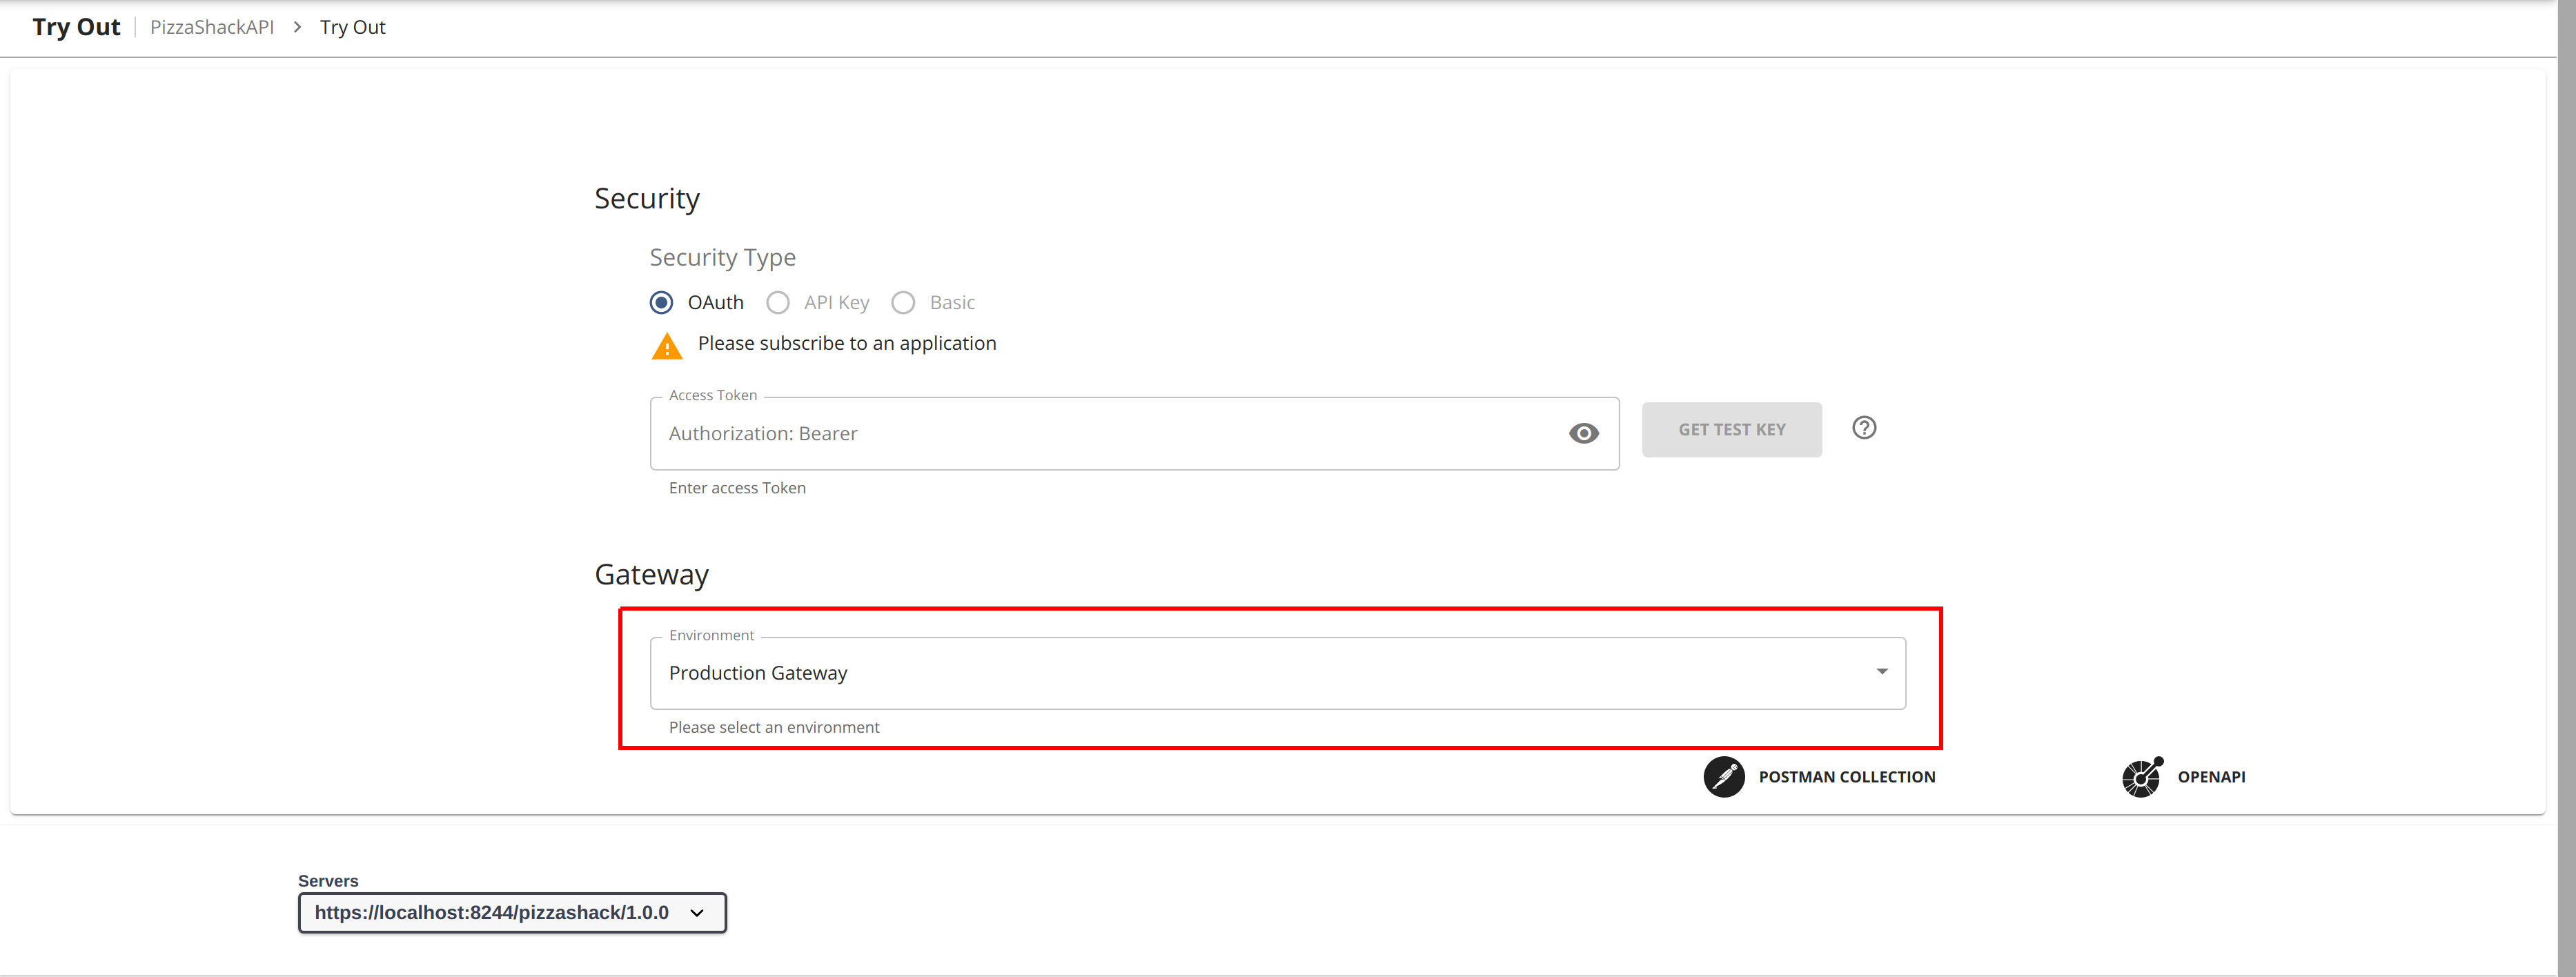 Try Out PizzaShackAPI > Try Out
Security
Security Type
OAuth API Key Basic
Please subscribe to an application
Access Token
Authorization: Bearer
GET TEST KEY
Enter access Token
Gateway
Environment
Production Gateway
Please select an environment
POSTMAN COLLECTION OPENAPI
Servers
https://localhost:8244/pizzashack/1.0.0